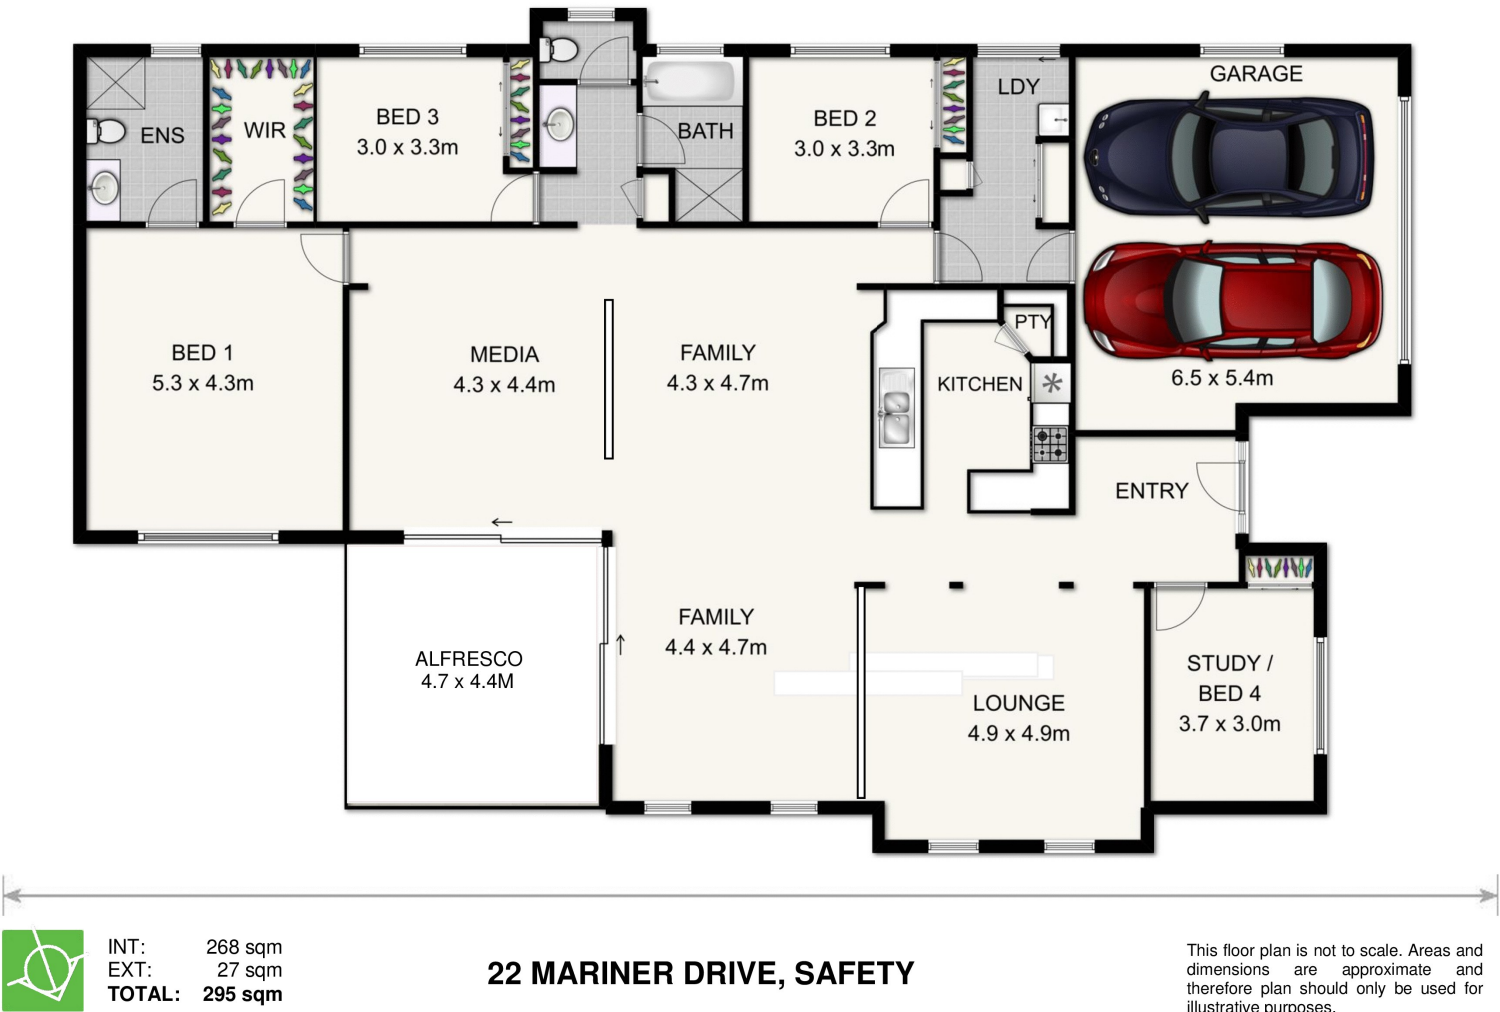 GARAGE
6.5 x 5.4m
ENS
WIR
BED 3
3.0 x 3.3m
BATH
BED 2
3.0 x 3.3m
LDY
BED 1
5.3 x 4.3m
MEDIA
4.3 x 4.4m
FAMILY
4.3 x 4.7m
KITCHEN
PTY
ENTRY
ALFRESCO
4.7 x 4.4M
FAMILY
4.4 x 4.7m
LOUNGE
4.9 x 4.9m
STUDY /
BED 4
3.7 x 3.0m
INT: 268 sqm
EXT: 27 sqm
TOTAL: 295 sqm
22 MARINER DRIVE, SAFETY
This floor plan is not to scale. Areas and
dimensions are approximate and
therefore plan should only be used for
illustrative purposes.